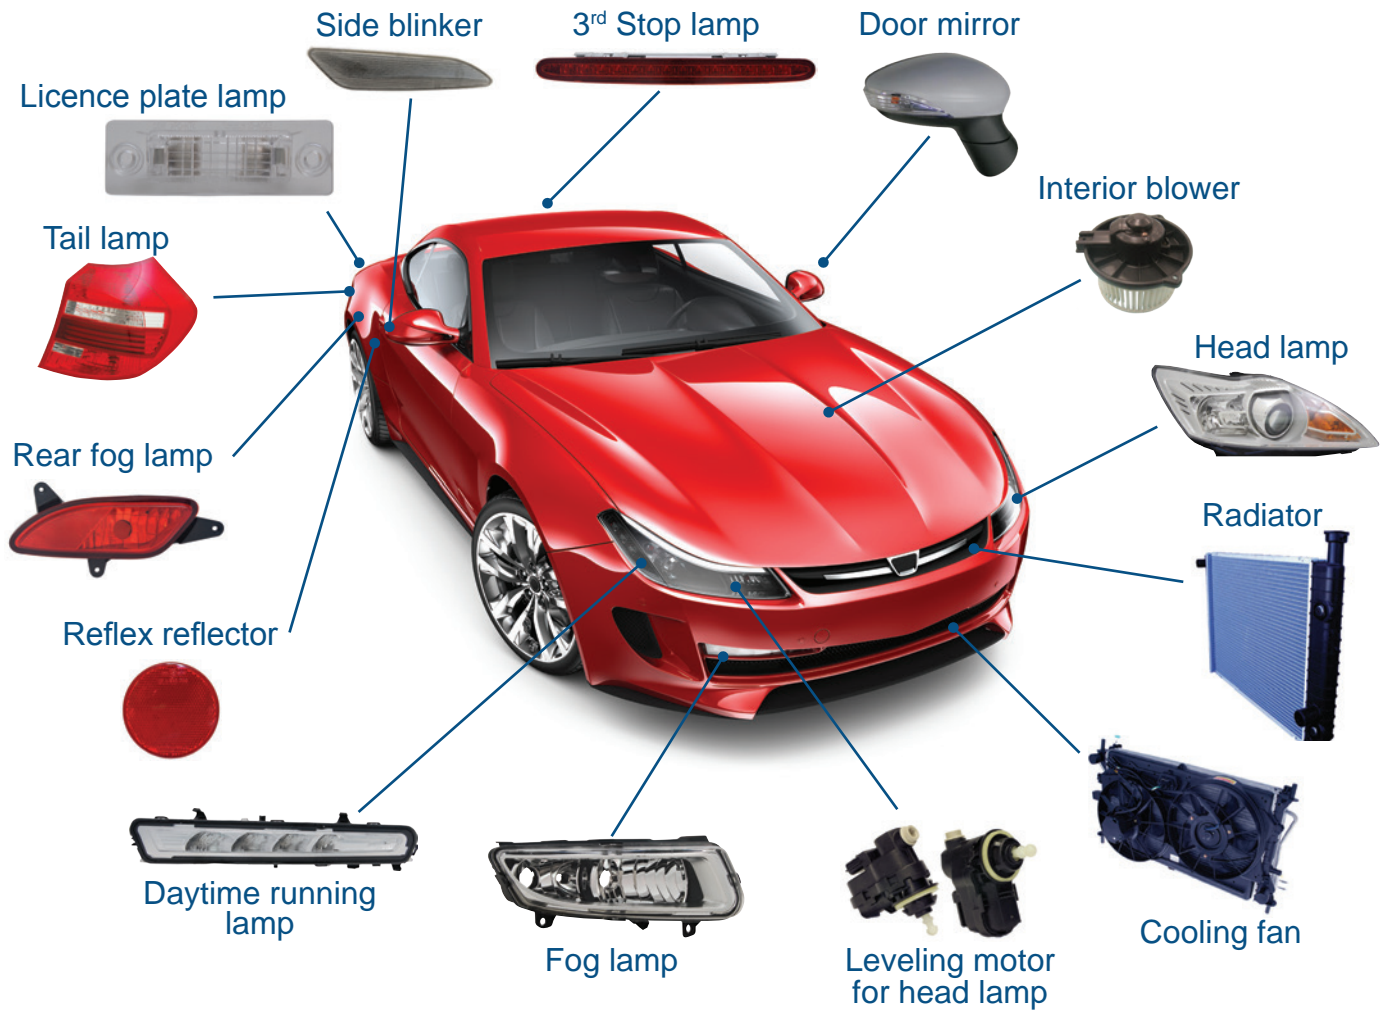 Side blinker
3rd Stop lamp
Door mirror
Licence plate lamp
Interior blower
Tail lamp
Head lamp
Rear fog lamp
Radiator
Reflex reflector
Daytime running
lamp
Fog lamp
Leveling motor
for head lamp
Cooling fan